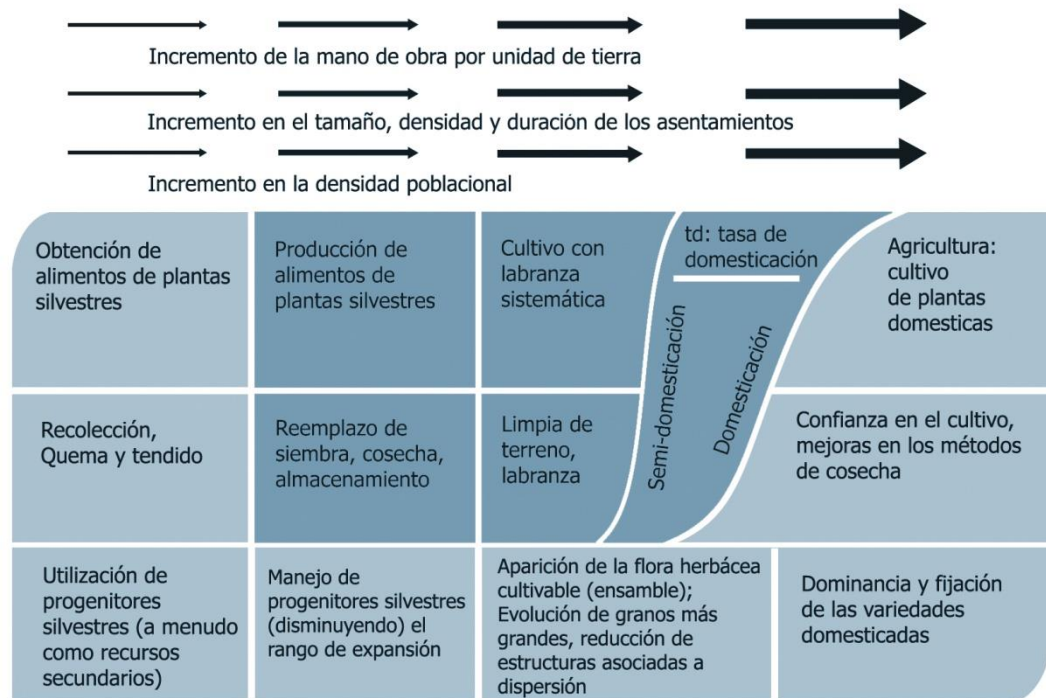 Incremento de la mano de obra por unidad de tierra
Incremento en el tamaño, densidad y duración de los asentamientos
Incremento en la densidad poblacional
Obtención de
alimentos de plantas
silvestres
Producción de
alimentos de
plantas silvestres
Cultivo con
labranza
sistemática
td: tasa de
domesticación
Semi-domesticación
Domesticación
Agricultura:
cultivo
de plantas
domesticas
Recolección,
Quema y tendido
Reemplazo de
siembra, cosecha,
almacenamiento
Limpia de
terreno,
labranza
Confianza en el cultivo,
mejoras en los métodos
de cosecha
Utilización de
progenitores
silvestres (a menudo
como recursos
secundarios)
Manejo de
progenitores silvestres
(disminuyendo) el
rango de expansión
Aparición de la flora herbácea
cultivable (ensamble);
Evolución de granos más
grandes, reducción de
estructuras asociadas a
dispersión
Dominancia y fijación
de las variedades
domesticadas